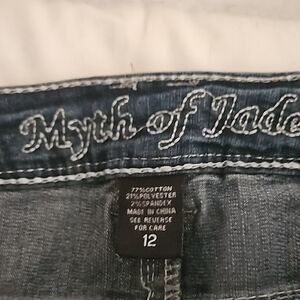 Myth of Jade
77%COTTON
21%POLYESTER
2%SPANDEX
MADE IN CHINA
SEE REVERSE
FOR CARE
12